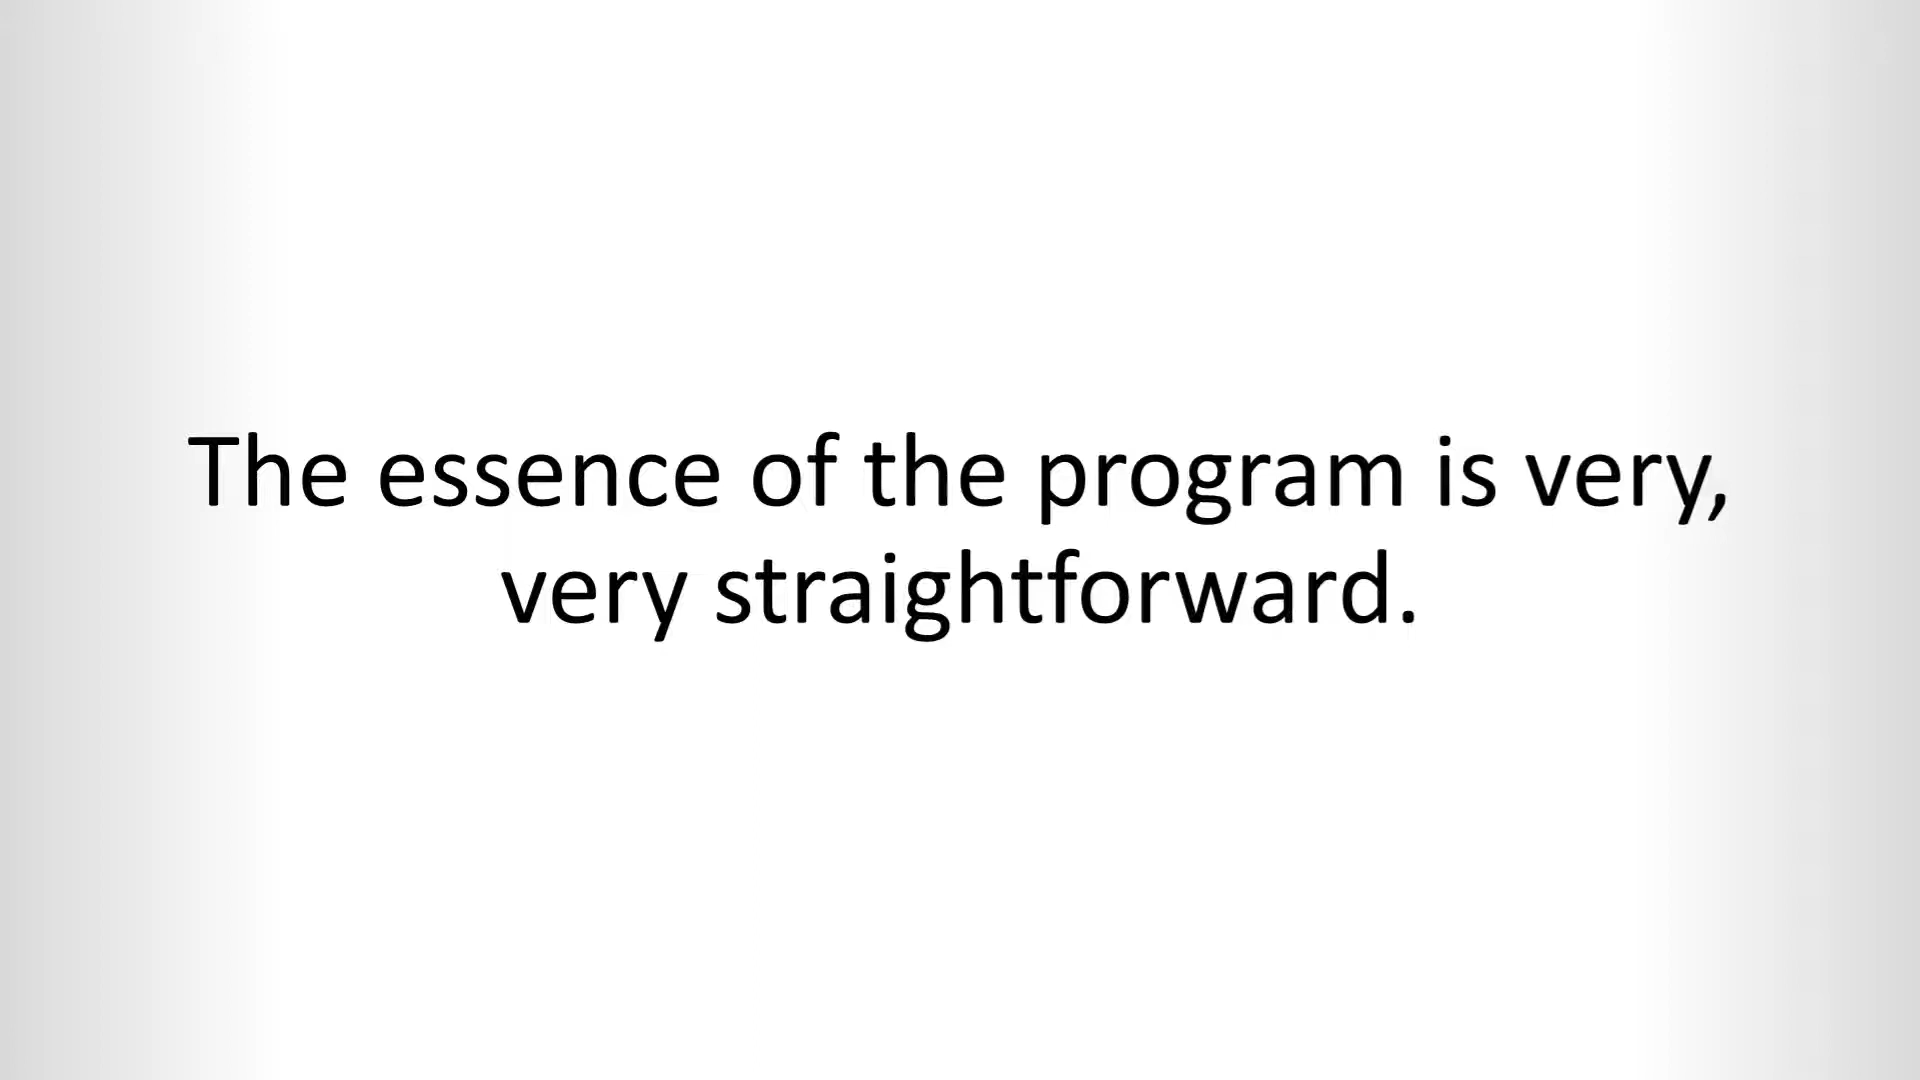 The essence of the program is very,
very straightforward.